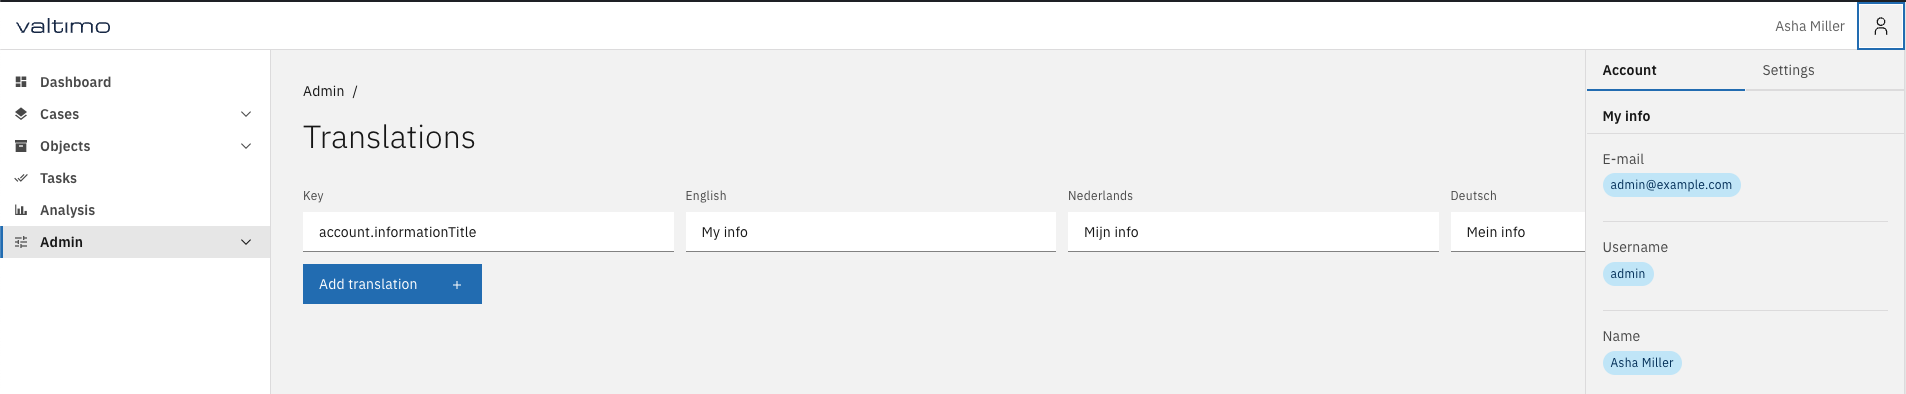 valtimo
Asha Miller
Dashboard
Cases
Objects
Tasks
Analysis
Admin
Admin /
Translations
Key English Nederlands Deutsch
account.informationTitle My info Mijn info Mein info
Add translation +
Account Settings
My info
E-mail
admin@example.com
Username
admin
Name
Asha Miller